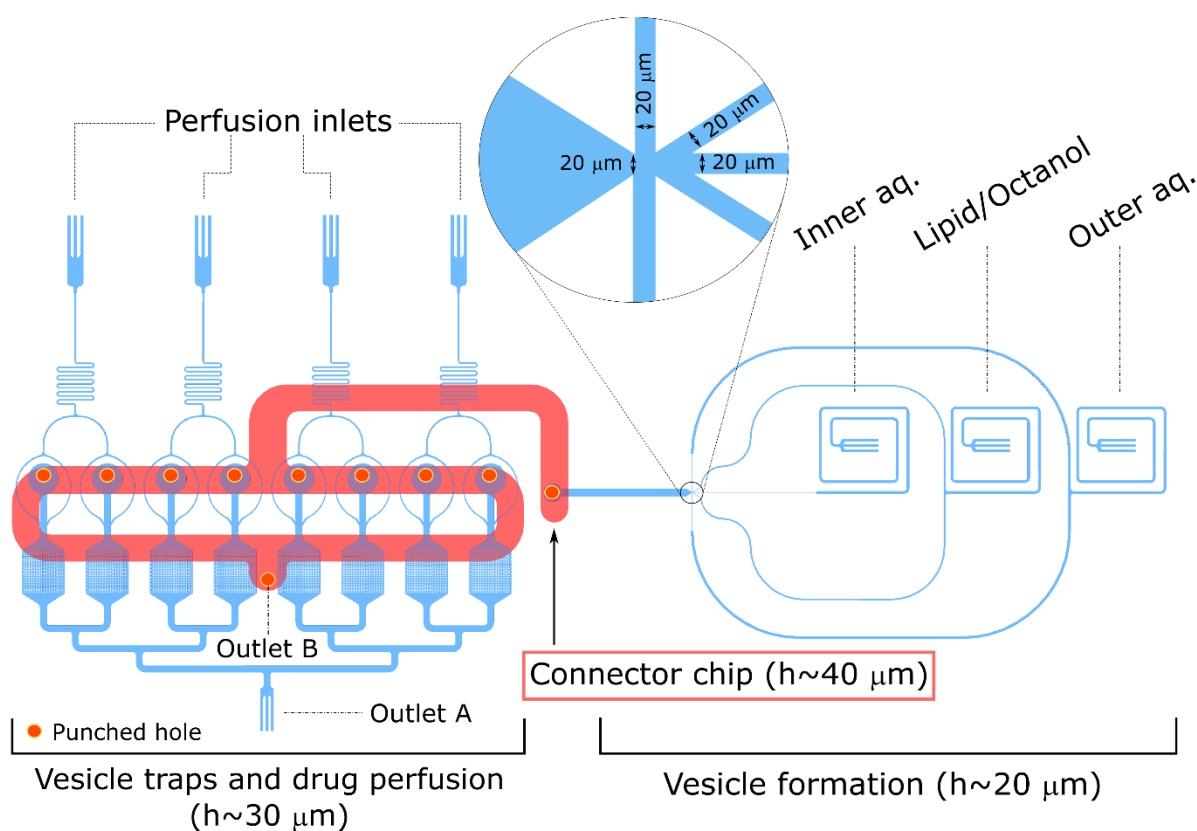 Perfusion inlets
20 μm
20 μm
20 μm
20 μm
Inner aq.
Lipid/Octanol
Outer aq.
Outlet B
Outlet A
Connector chip (h~40 μm)
Punched hole
Vesicle traps and drug perfusion
(h~30 μm)
Vesicle formation (h~20 μm)